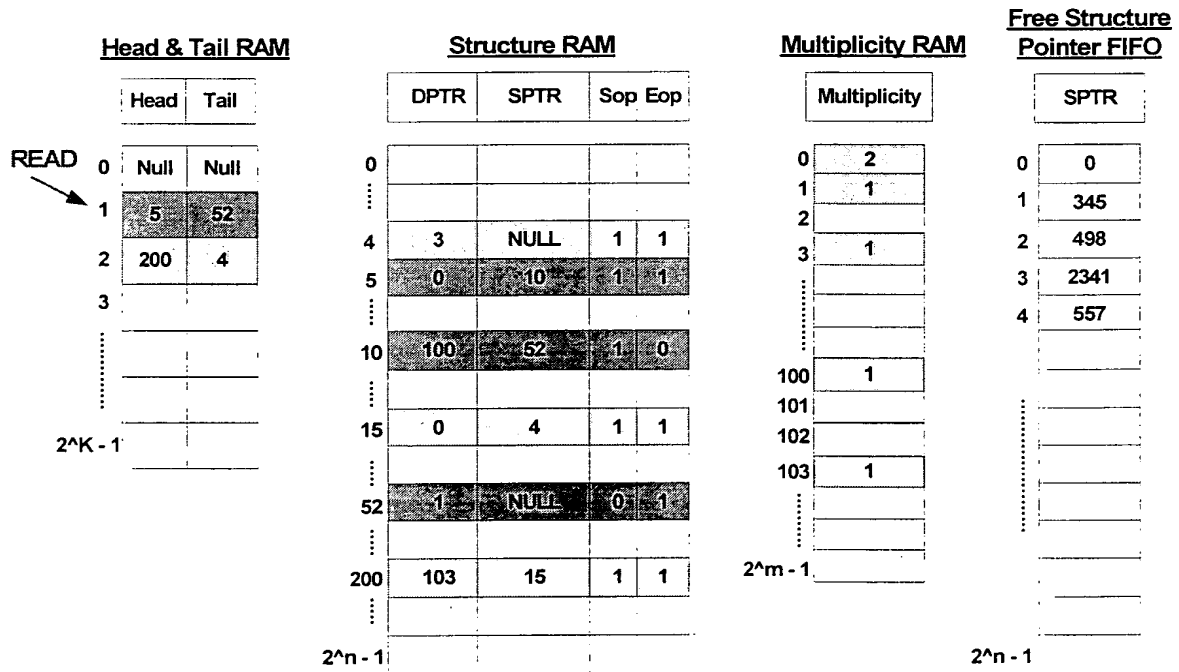 Head & Tail RAM
Head Tail
READ
0 Null Null
1 5 52
2 200 4
3
2^K - 1
Structure RAM
DPTR SPTR Sop Eop
0
4 3 NULL 1 1
5 0 10 1 1
10 100 52 1 0
15 0 4 1 1
52 1 NULL 0 1
200 103 15 1 1
2^n - 1
Multiplicity RAM
Multiplicity
0 2
1 1
2
3 1
100 1
101
102
103 1
2^m - 1
Free Structure
Pointer FIFO
SPTR
0 0
1 345
2 498
3 2341
4 557
2^n - 1